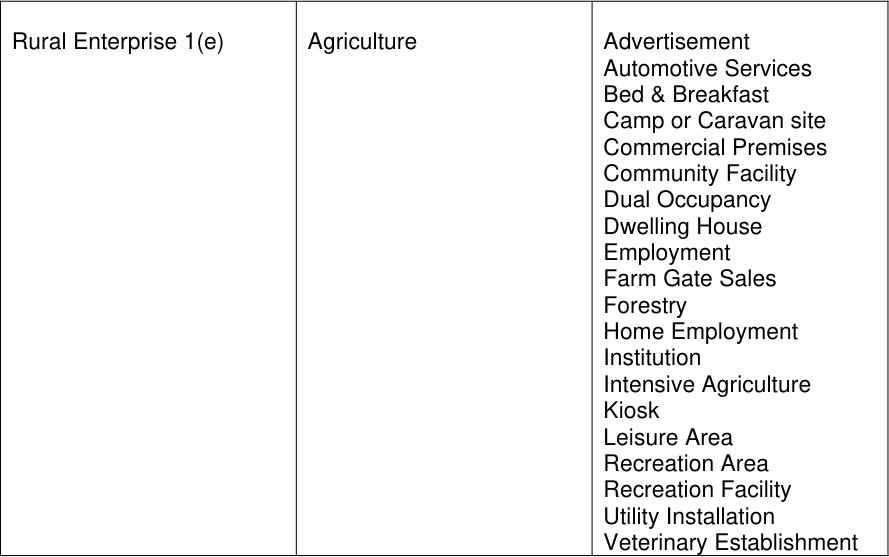 Rural Enterprise 1(e)
Agriculture
Advertisement
Automotive Services
Bed & Breakfast
Camp or Caravan site
Commercial Premises
Community Facility
Dual Occupancy
Dwelling House
Employment
Farm Gate Sales
Forestry
Home Employment
Institution
Intensive Agriculture
Kiosk
Leisure Area
Recreation Area
Recreation Facility
Utility Installation
Veterinary Establishment